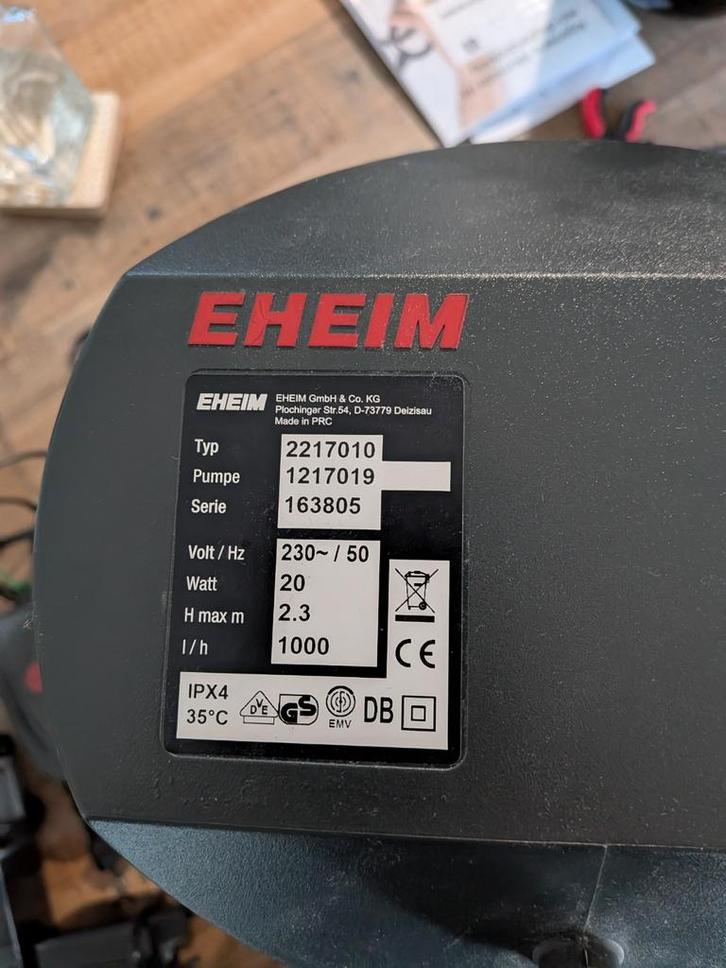 EHEIM
EHEIM
EHEIM GmbH & Co. KG
Plochinger Str.54, D-73779 Deizisau
Made in PRC
Typ 2217010
Pumpe 1217019
Serie 163805
Volt / Hz 230~ / 50
Watt 20
H max m 2.3
l / h 1000
CE
IPX4
35°C
DVE
GS
EMV
DB